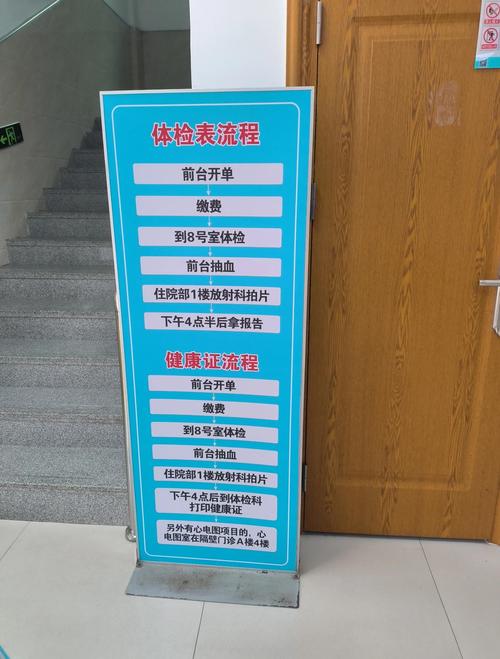 体检表流程
前台开单
缴费
到8号室体检
前台抽血
住院部1楼放射科拍片
下午4点半后拿报告
健康证流程
前台开单
缴费
到8号室体检
前台抽血
住院部1楼放射科拍片
下午4点后到体检科
打印健康证
另外有心电图项目的，心
电图室在隔壁门诊A楼4楼